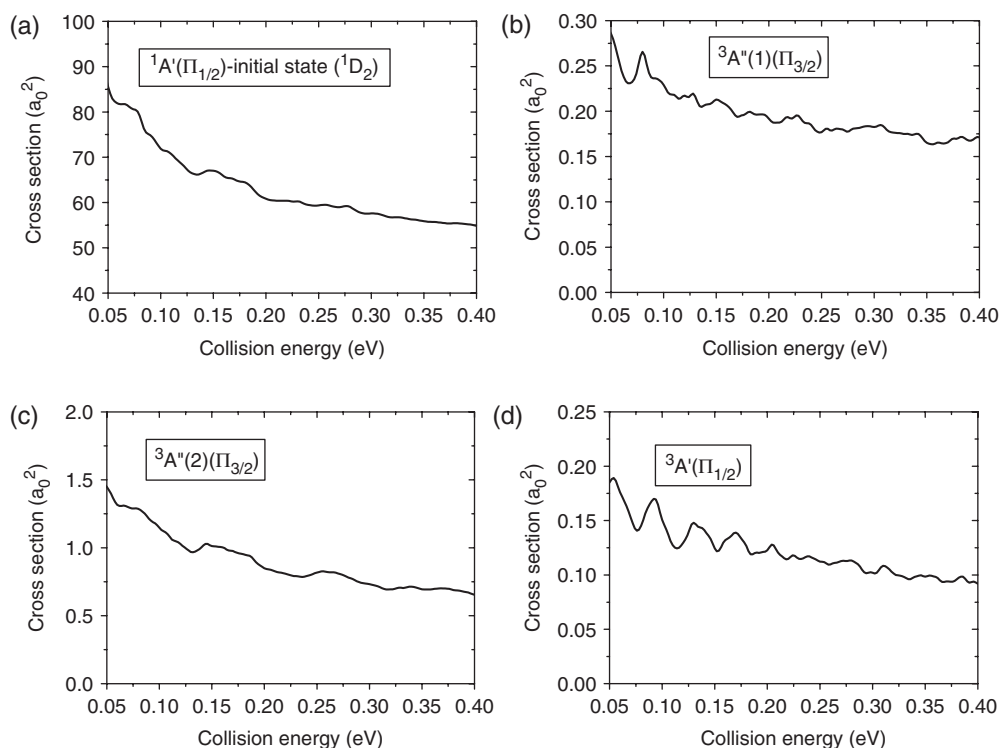 (a)
¹A'(Π₁/₂)-initial state (¹D₂)
Cross section (a₀²)
100
90
80
70
60
50
40
0.05 0.10 0.15 0.20 0.25 0.30 0.35 0.40
Collision energy (eV)
(b)
³A"(1)(Π₃/₂)
Cross section (a₀²)
0.30
0.25
0.20
0.15
0.10
0.05
0.00
0.05 0.10 0.15 0.20 0.25 0.30 0.35 0.40
Collision energy (eV)
(c)
³A"(2)(Π₃/₂)
Cross section (a₀²)
2.0
1.5
1.0
0.5
0.0
0.05 0.10 0.15 0.20 0.25 0.30 0.35 0.40
Collision energy (eV)
(d)
³A'(Π₁/₂)
Cross section (a₀²)
0.25
0.20
0.15
0.10
0.05
0.00
0.05 0.10 0.15 0.20 0.25 0.30 0.35 0.40
Collision energy (eV)